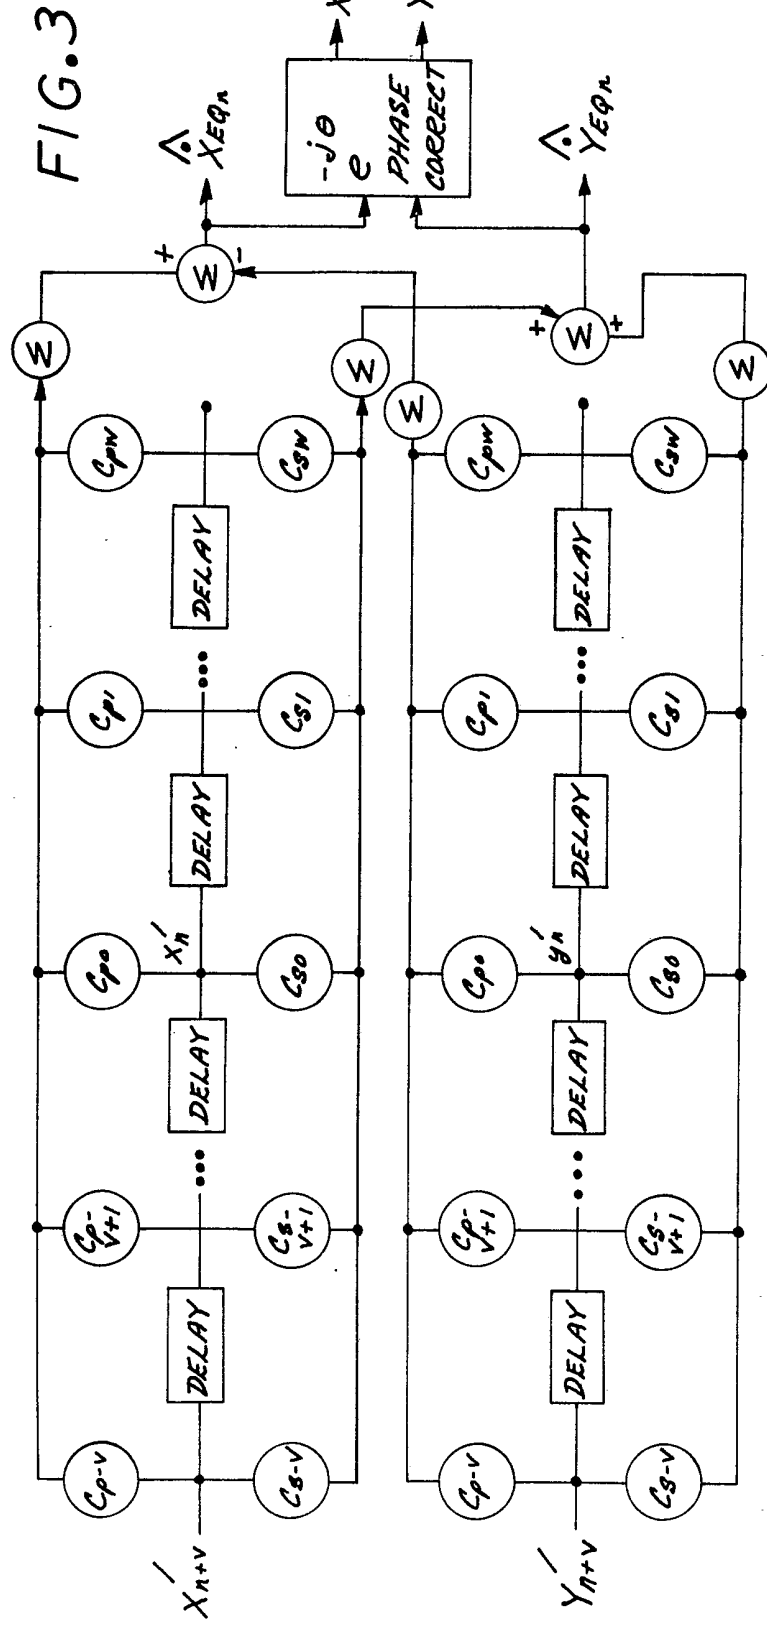 FIG.3
X'n+v
Cp-v
Cs-v
DELAY
Cp-v+1
Cs-v+1
...
DELAY
X'n
Cp0
Cs0
DELAY
Cp1
Cs1
...
DELAY
Cpw
Csw
Σ
Σ
+
Σ
-
X̂EQn
e-jθ
PHASE
CORRECT
X
Y
Y'n+v
Cp-v
Cs-v
DELAY
Cp-v+1
Cs-v+1
...
DELAY
y'n
Cp0
Cs0
DELAY
Cp1
Cs1
...
DELAY
Cpw
Csw
Σ
Σ
+
Σ
+
ŶEQn